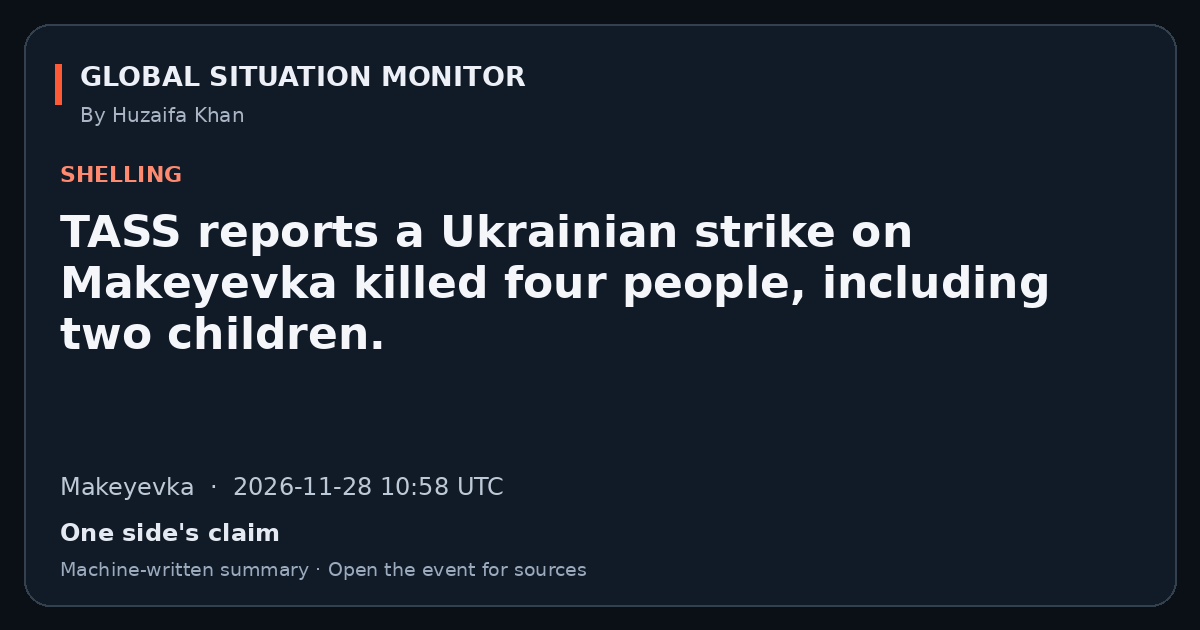 GLOBAL SITUATION MONITOR
By Huzaifa Khan
SHELLING
TASS reports a Ukrainian strike on
Makeyevka killed four people, including
two children.
Makeyevka · 2026-11-28 10:58 UTC
One side's claim
Machine-written summary · Open the event for sources